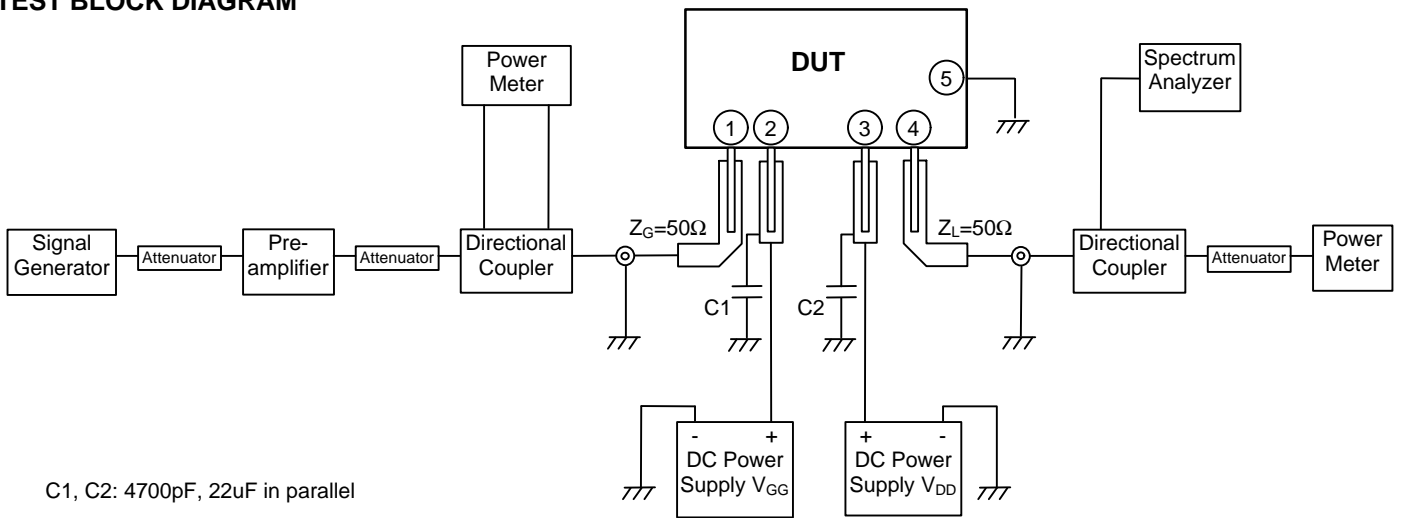 TEST BLOCK DIAGRAM
Power
Meter
DUT
5
Spectrum
Analyzer
1
2
3
4
Signal
Generator
Attenuator
Pre-
amplifier
Attenuator
Directional
Coupler
ZG=50Ω
ZL=50Ω
Directional
Coupler
Attenuator
Power
Meter
C1
C2
- +
DC Power
Supply VGG
+ -
DC Power
Supply VDD
C1, C2: 4700pF, 22uF in parallel